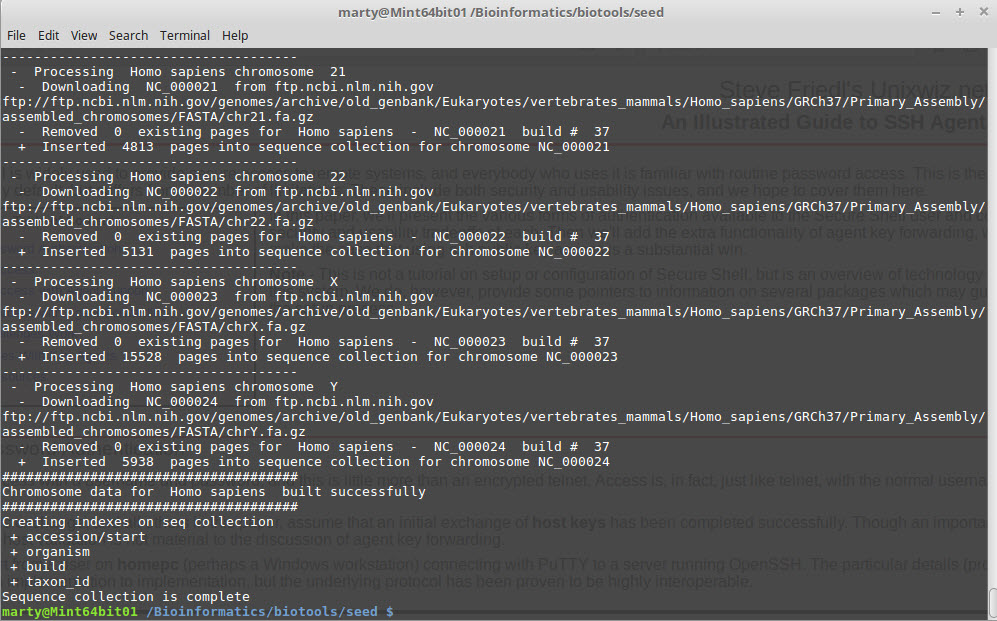 marty@Mint64bit01 /Bioinformatics/biotools/seed
File Edit View Search Terminal Help
-------------------------------------
 -  Processing  Homo sapiens chromosome  21
  -  Downloading  NC_000021  from ftp.ncbi.nlm.nih.gov
ftp://ftp.ncbi.nlm.nih.gov/genomes/archive/old_genbank/Eukaryotes/vertebrates_mammals/Homo_sapiens/GRCh37/Primary_Assembly/
assembled_chromosomes/FASTA/chr21.fa.gz
  -  Removed  0  existing pages for  Homo sapiens  -  NC_000021  build #  37
  +  Inserted  4813  pages into sequence collection for chromosome NC_000021
-------------------------------------
 -  Processing  Homo sapiens chromosome  22
  -  Downloading  NC_000022  from ftp.ncbi.nlm.nih.gov
ftp://ftp.ncbi.nlm.nih.gov/genomes/archive/old_genbank/Eukaryotes/vertebrates_mammals/Homo_sapiens/GRCh37/Primary_Assembly/
assembled_chromosomes/FASTA/chr22.fa.gz
  -  Removed  0  existing pages for  Homo sapiens  -  NC_000022  build #  37
  +  Inserted  5131  pages into sequence collection for chromosome NC_000022
-------------------------------------
 -  Processing  Homo sapiens chromosome  X
  -  Downloading  NC_000023  from ftp.ncbi.nlm.nih.gov
ftp://ftp.ncbi.nlm.nih.gov/genomes/archive/old_genbank/Eukaryotes/vertebrates_mammals/Homo_sapiens/GRCh37/Primary_Assembly/
assembled_chromosomes/FASTA/chrX.fa.gz
  -  Removed  0  existing pages for  Homo sapiens  -  NC_000023  build #  37
  +  Inserted  15528  pages into sequence collection for chromosome NC_000023
-------------------------------------
 -  Processing  Homo sapiens chromosome  Y
  -  Downloading  NC_000024  from ftp.ncbi.nlm.nih.gov
ftp://ftp.ncbi.nlm.nih.gov/genomes/archive/old_genbank/Eukaryotes/vertebrates_mammals/Homo_sapiens/GRCh37/Primary_Assembly/
assembled_chromosomes/FASTA/chrY.fa.gz
  -  Removed  0  existing pages for  Homo sapiens  -  NC_000024  build #  37
  +  Inserted  5938  pages into sequence collection for chromosome NC_000024
#####################################
Chromosome data for  Homo sapiens  built successfully
#####################################
Creating indexes on seq collection
 + accession/start
 + organism
 + build
 + taxon_id
Sequence collection is complete
marty@Mint64bit01 /Bioinformatics/biotools/seed $
Steve Friedl's Unixwiz.net
An Illustrated Guide to SSH Agent